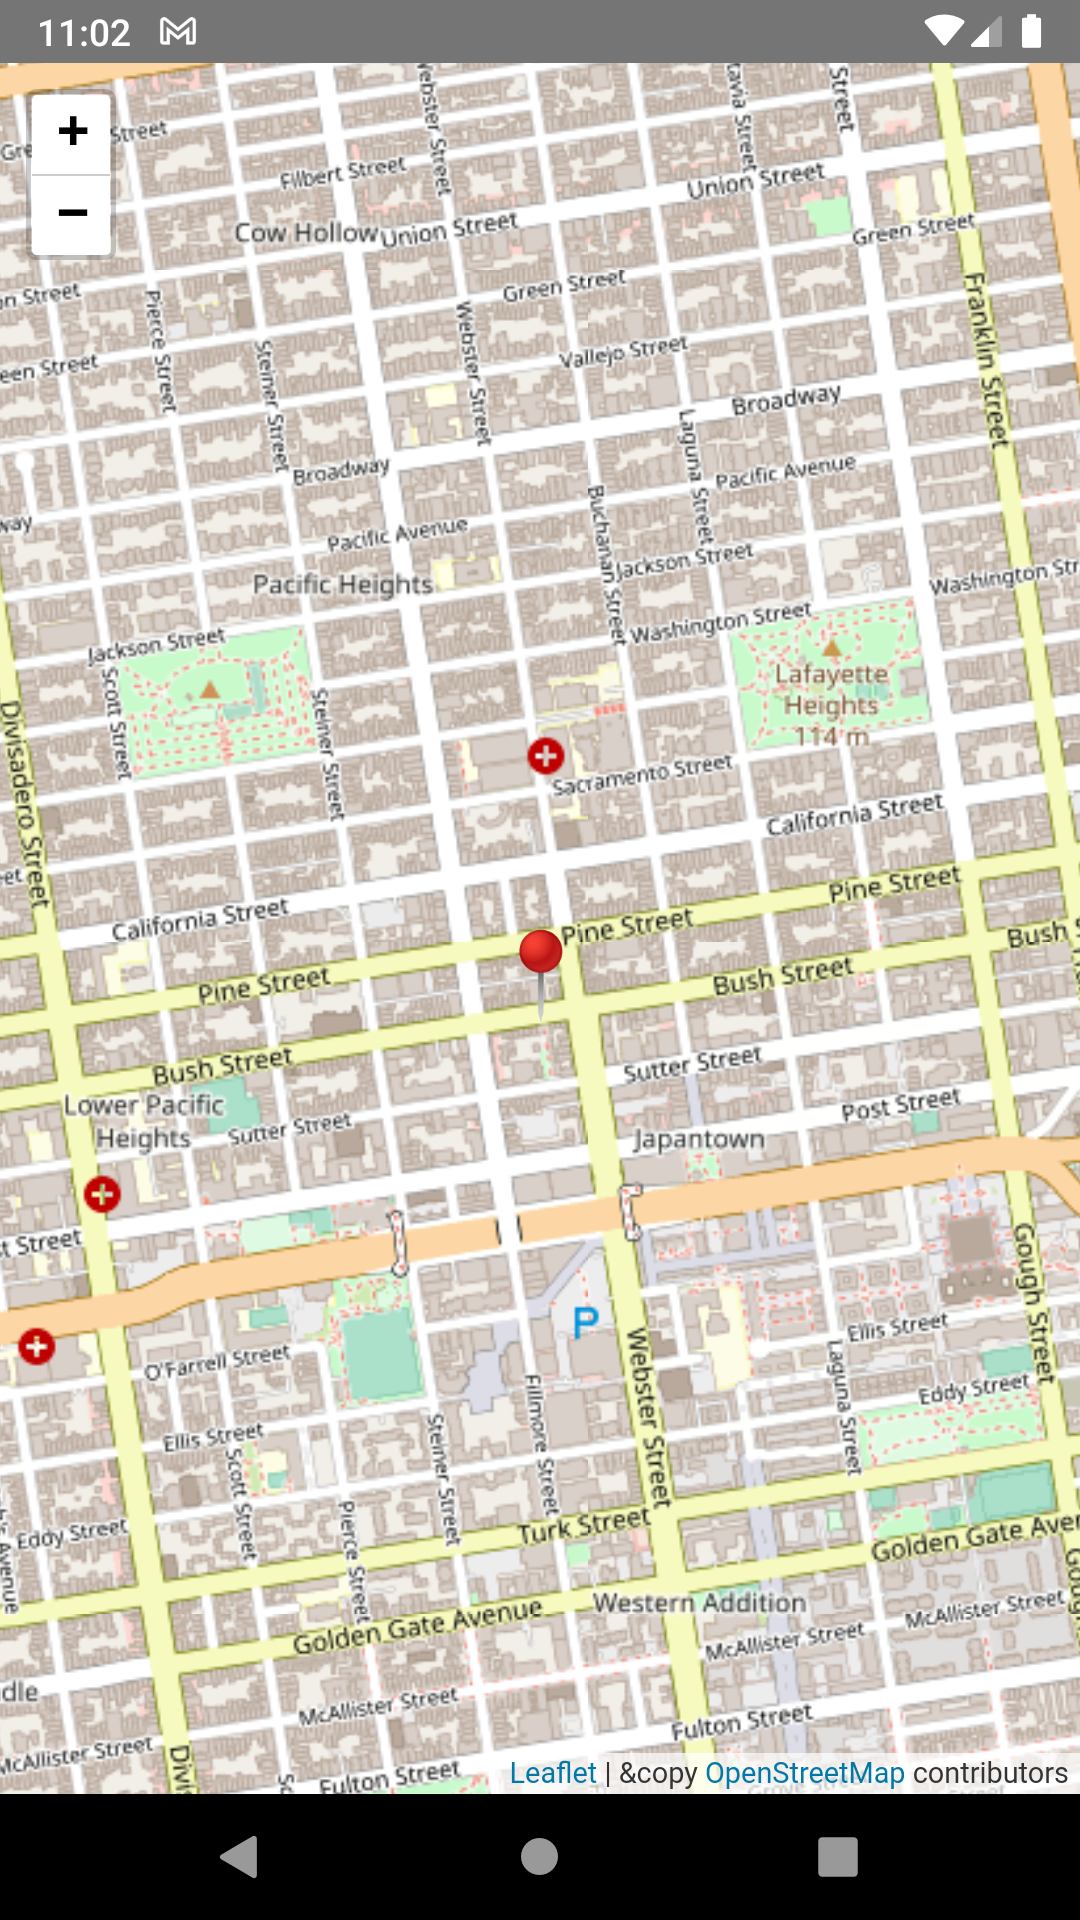 11:02
Street
Webster Street
Octavia Street
Street
Filbert Street
Union Street
Cow Hollow
Union Street
Green Street
Street
Pierce Street
Green Street
Franklin Street
Webster Street
Vallejo Street
Steiner Street
Broadway
Laguna Street
Broadway
Pacific Avenue
Buchanan Street
Pacific Avenue
Jackson Street
Washington Str
Pacific Heights
Washington Street
Jackson Street
Scott Street
Steiner Street
Lafayette
Heights
114 m
Divisadero Street
Sacramento Street
California Street
Pine Street
California Street
Pine Street
Bush S
Bush Street
Pine Street
Bush Street
Sutter Street
Lower Pacific
Heights
Post Street
Sutter Street
Japantown
t Street
Gough Street
P
Ellis Street
O'Farrell Street
Webster Street
Laguna Street
Eddy Street
Fillmore Street
Steiner Street
Ellis Street
Scott Street
Pierce Street
Eddy Street
Avenue
Turk Street
Golden Gate Aven
Western Addition
Golden Gate Avenue
McAllister Street
McAllister Street
dle
McAllister Street
Fulton Street
McAllister Street
Divi
Fulton Street
Leaflet | &copy OpenStreetMap contributors